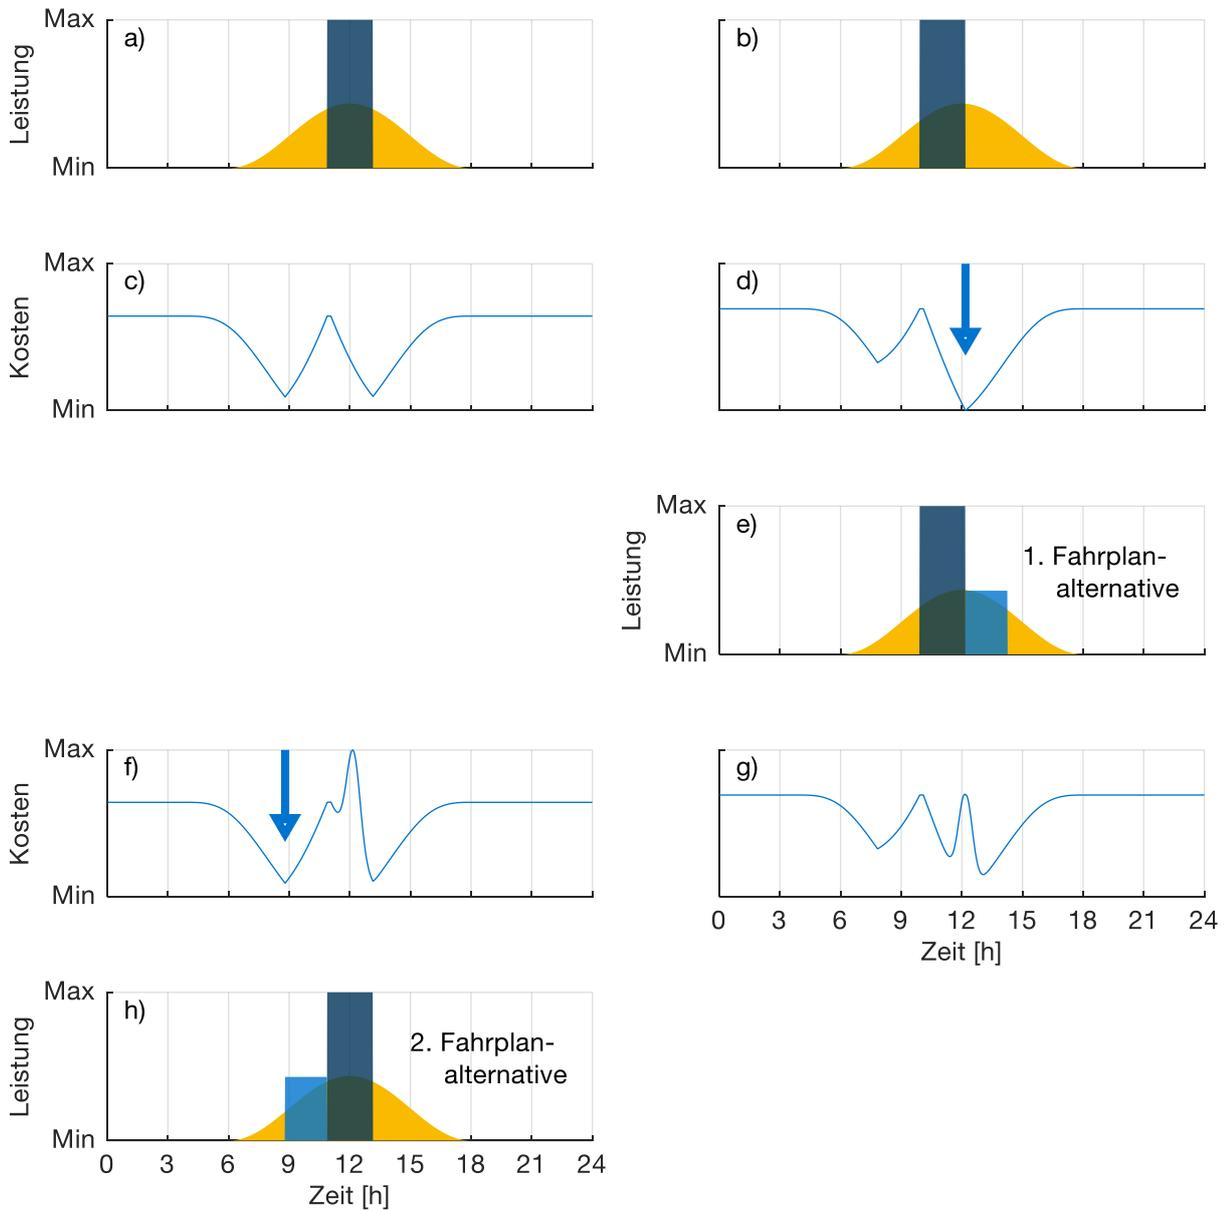 Max
Leistung
Min
a)
b)
Max
Kosten
Min
c)
d)
Max
Leistung
Min
e)
1. Fahrplan-
alternative
Max
Kosten
Min
f)
g)
0 3 6 9 12 15 18 21 24
Zeit [h]
Max
Leistung
Min
h)
2. Fahrplan-
alternative
0 3 6 9 12 15 18 21 24
Zeit [h]